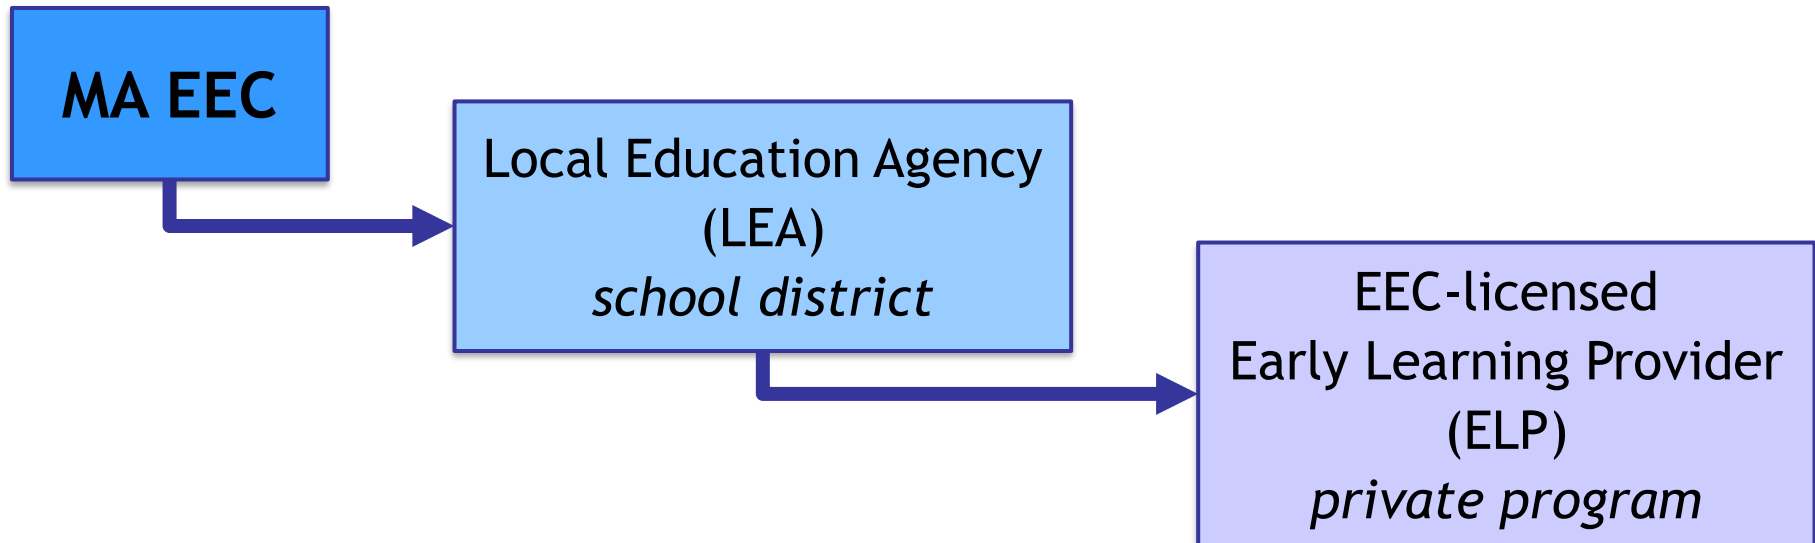 MA EEC
Local Education Agency
(LEA)
school district
EEC-licensed
Early Learning Provider
(ELP)
private program